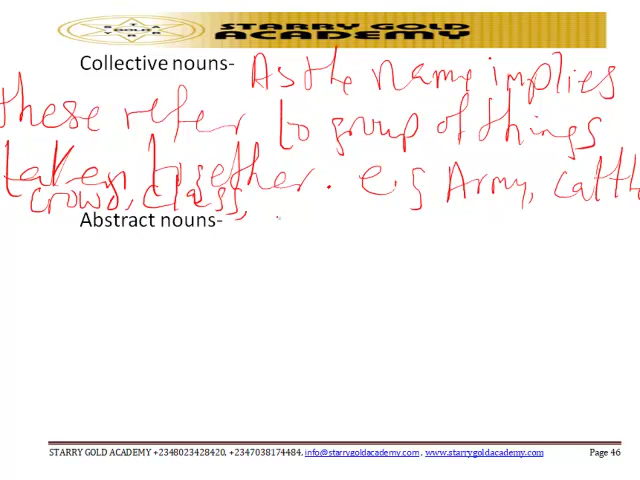 STARRY GOLD
ACADEMY
Collective nouns- As the name implies
these refer to group of things
taken together. e.g Army, cattl
crowd, class,
Abstract nouns-
STARRY GOLD ACADEMY +2348023428420, +2347038174484, info@starrygoldacademy.com , www.starrygoldacademy.com Page 46